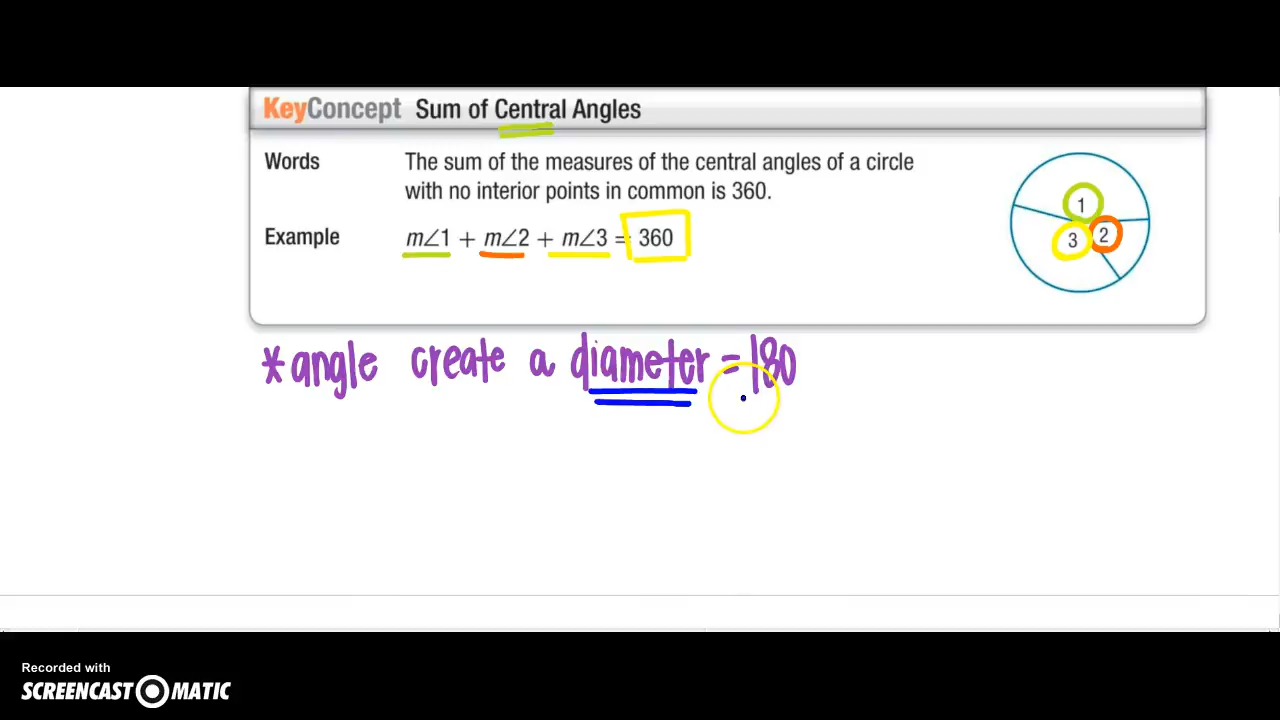 KeyConcept Sum of Central Angles
Words The sum of the measures of the central angles of a circle
with no interior points in common is 360.
Example m∠1 + m∠2 + m∠3 = 360
1
3 2
*angle create a diameter = 180
Recorded with
SCREENCAST MATIC